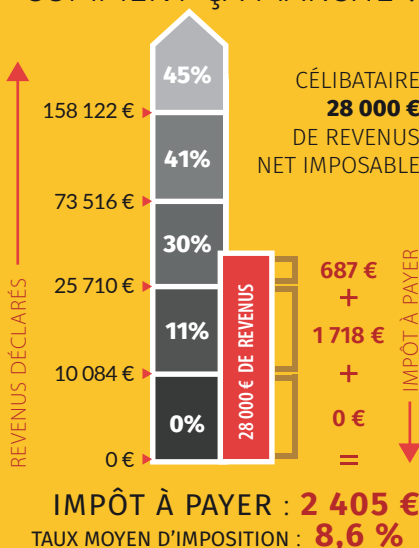 45%
158 122 €
41%
73 516 €
30%
25 710 €
11%
10 084 €
0%
0 €
REVENUS DÉCLARÉS
28 000 € DE REVENUS
CÉLIBATAIRE
28 000 €
DE REVENUS
NET IMPOSABLE
687 €
+
1 718 €
+
0 €
=
IMPÔT À PAYER
IMPÔT À PAYER : 2 405 €
TAUX MOYEN D'IMPOSITION : 8,6 %